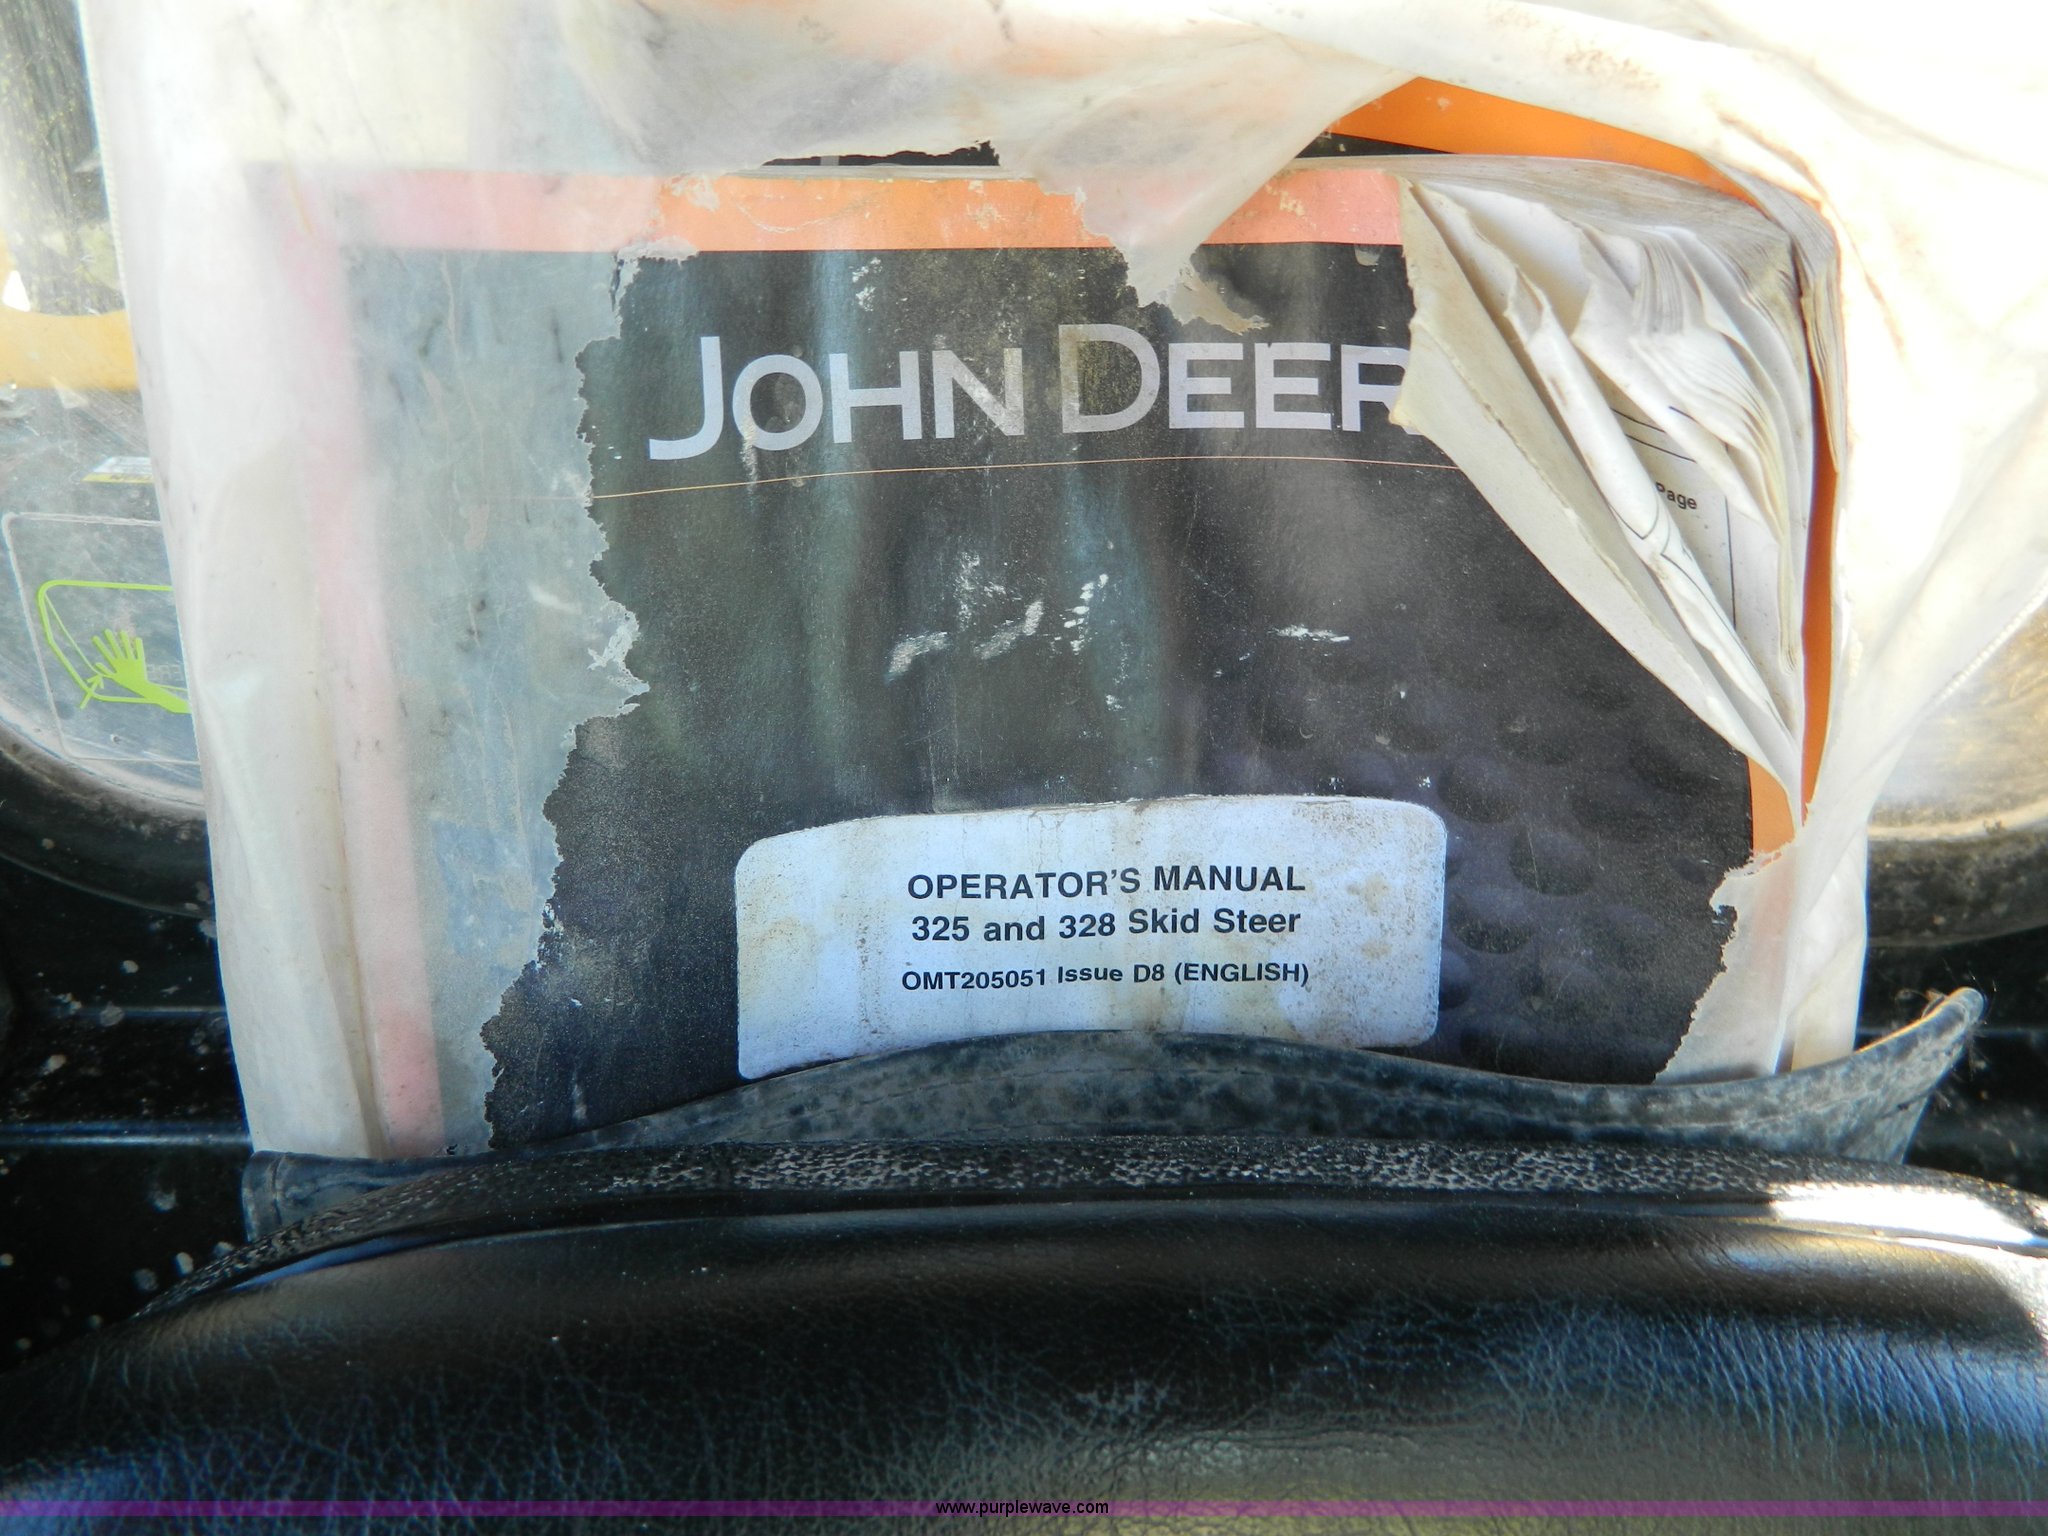 JOHN DEER
Page
OPERATOR'S MANUAL
325 and 328 Skid Steer
OMT205051 Issue D8 (ENGLISH)
www.purplewave.com